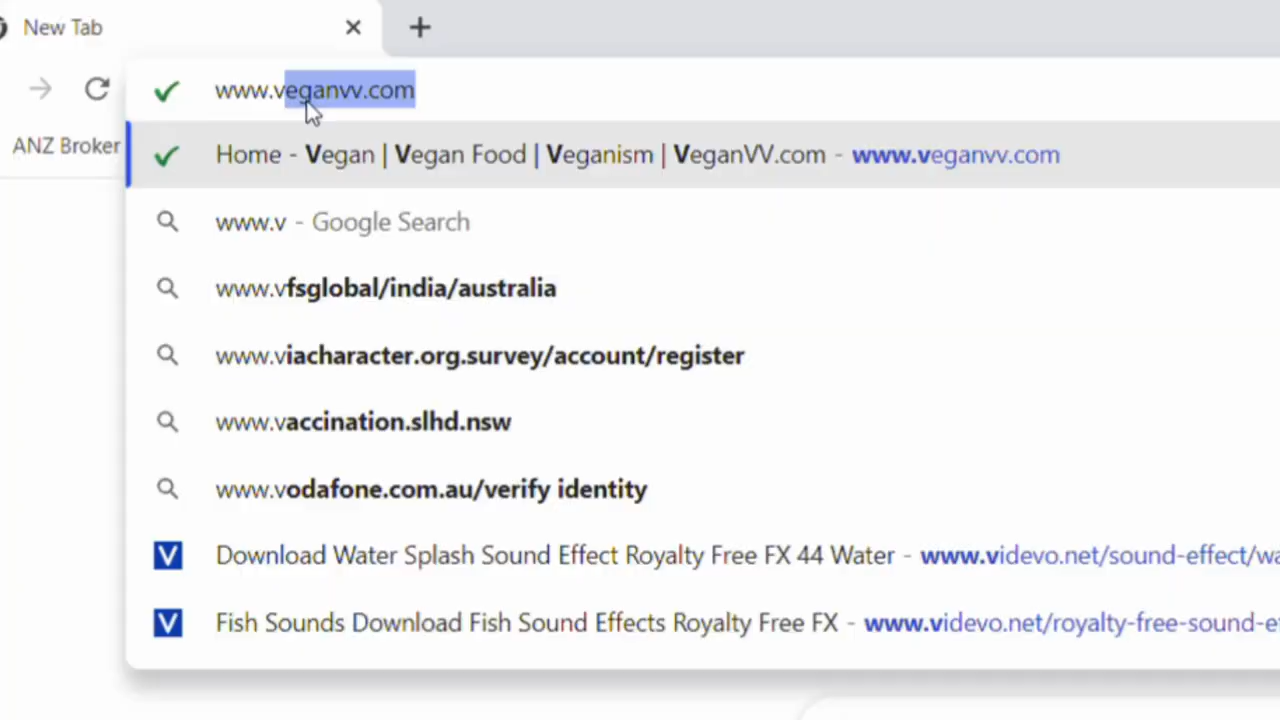 New Tab
www.veganvv.com
ANZ Broker
Home - Vegan | Vegan Food | Veganism | VeganVV.com - www.veganvv.com
www.v - Google Search
www.vfsglobal/india/australia
www.viacharacter.org.survey/account/register
www.vaccination.slhd.nsw
www.vodafone.com.au/verify identity
V Download Water Splash Sound Effect Royalty Free FX 44 Water - www.videvo.net/sound-effect/wa
V Fish Sounds Download Fish Sound Effects Royalty Free FX - www.videvo.net/royalty-free-sound-ef